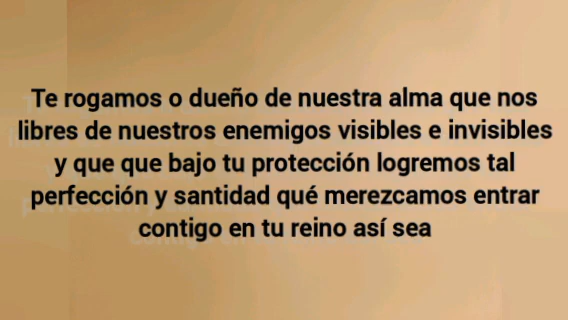 Te rogamos o dueño de nuestra alma que nos
libres de nuestros enemigos visibles e invisibles
y que que bajo tu protección logremos tal
perfección y santidad qué merezcamos entrar
contigo en tu reino así sea